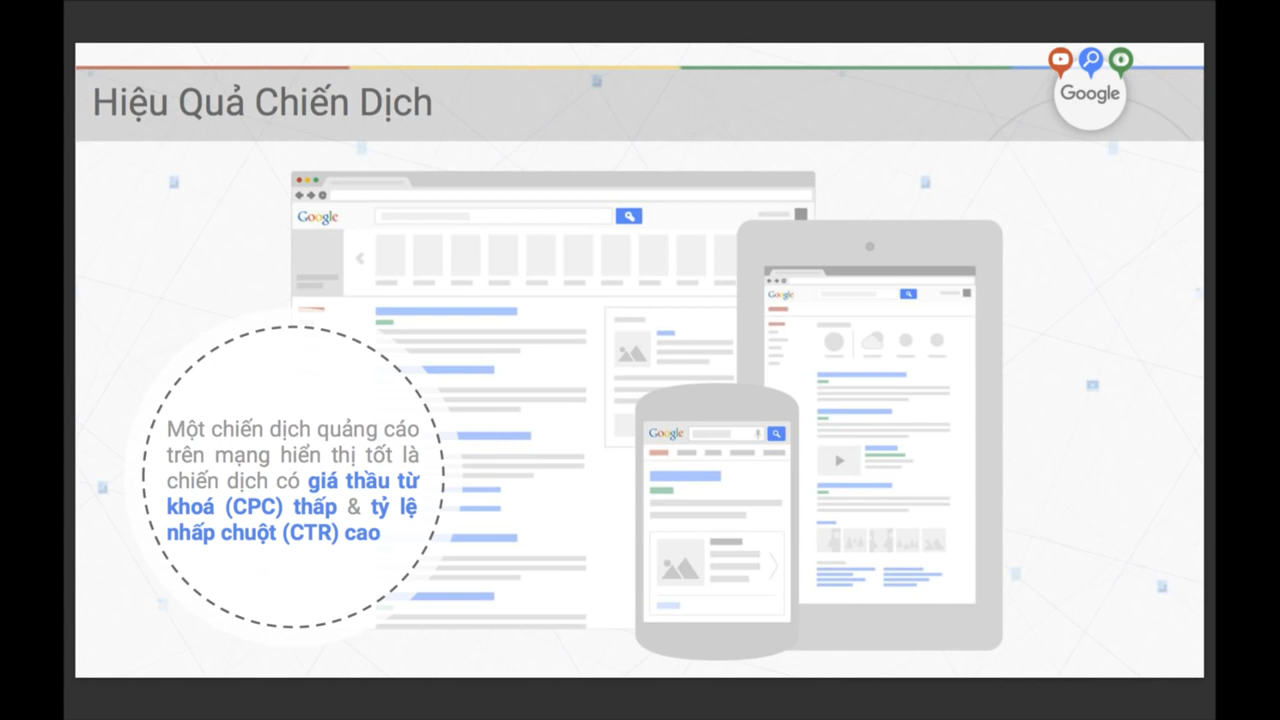 Hiệu Quả Chiến Dịch
Google
Google
Google
Google
Một chiến dịch quảng cáo
trên mạng hiển thị tốt là
chiến dịch có giá thầu từ
khoá (CPC) thấp & tỷ lệ
nhấp chuột (CTR) cao